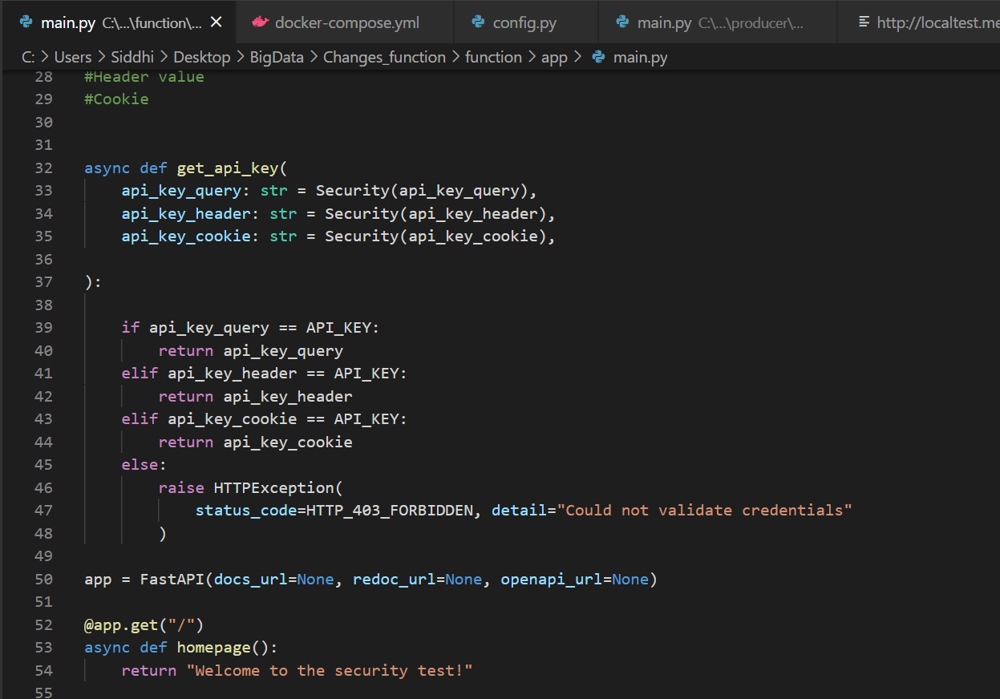 main.py C:\...\function\... docker-compose.yml config.py main.py C:\...\producer\... http://localtest.me
C: > Users > Siddhi > Desktop > BigData > Changes_function > function > app > main.py
28 #Header value
29 #Cookie
30
31
32 async def get_api_key(
33 api_key_query: str = Security(api_key_query),
34 api_key_header: str = Security(api_key_header),
35 api_key_cookie: str = Security(api_key_cookie),
36
37 ):
38
39 if api_key_query == API_KEY:
40 return api_key_query
41 elif api_key_header == API_KEY:
42 return api_key_header
43 elif api_key_cookie == API_KEY:
44 return api_key_cookie
45 else:
46 raise HTTPException(
47 status_code=HTTP_403_FORBIDDEN, detail="Could not validate credentials"
48 )
49
50 app = FastAPI(docs_url=None, redoc_url=None, openapi_url=None)
51
52 @app.get("/")
53 async def homepage():
54 return "Welcome to the security test!"
55